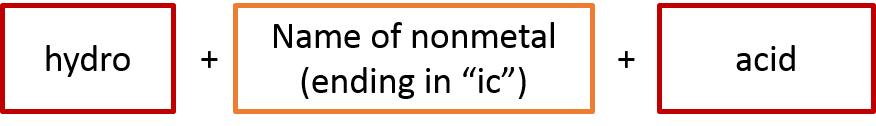 hydro + Name of nonmetal + acid
(ending in “ic”)